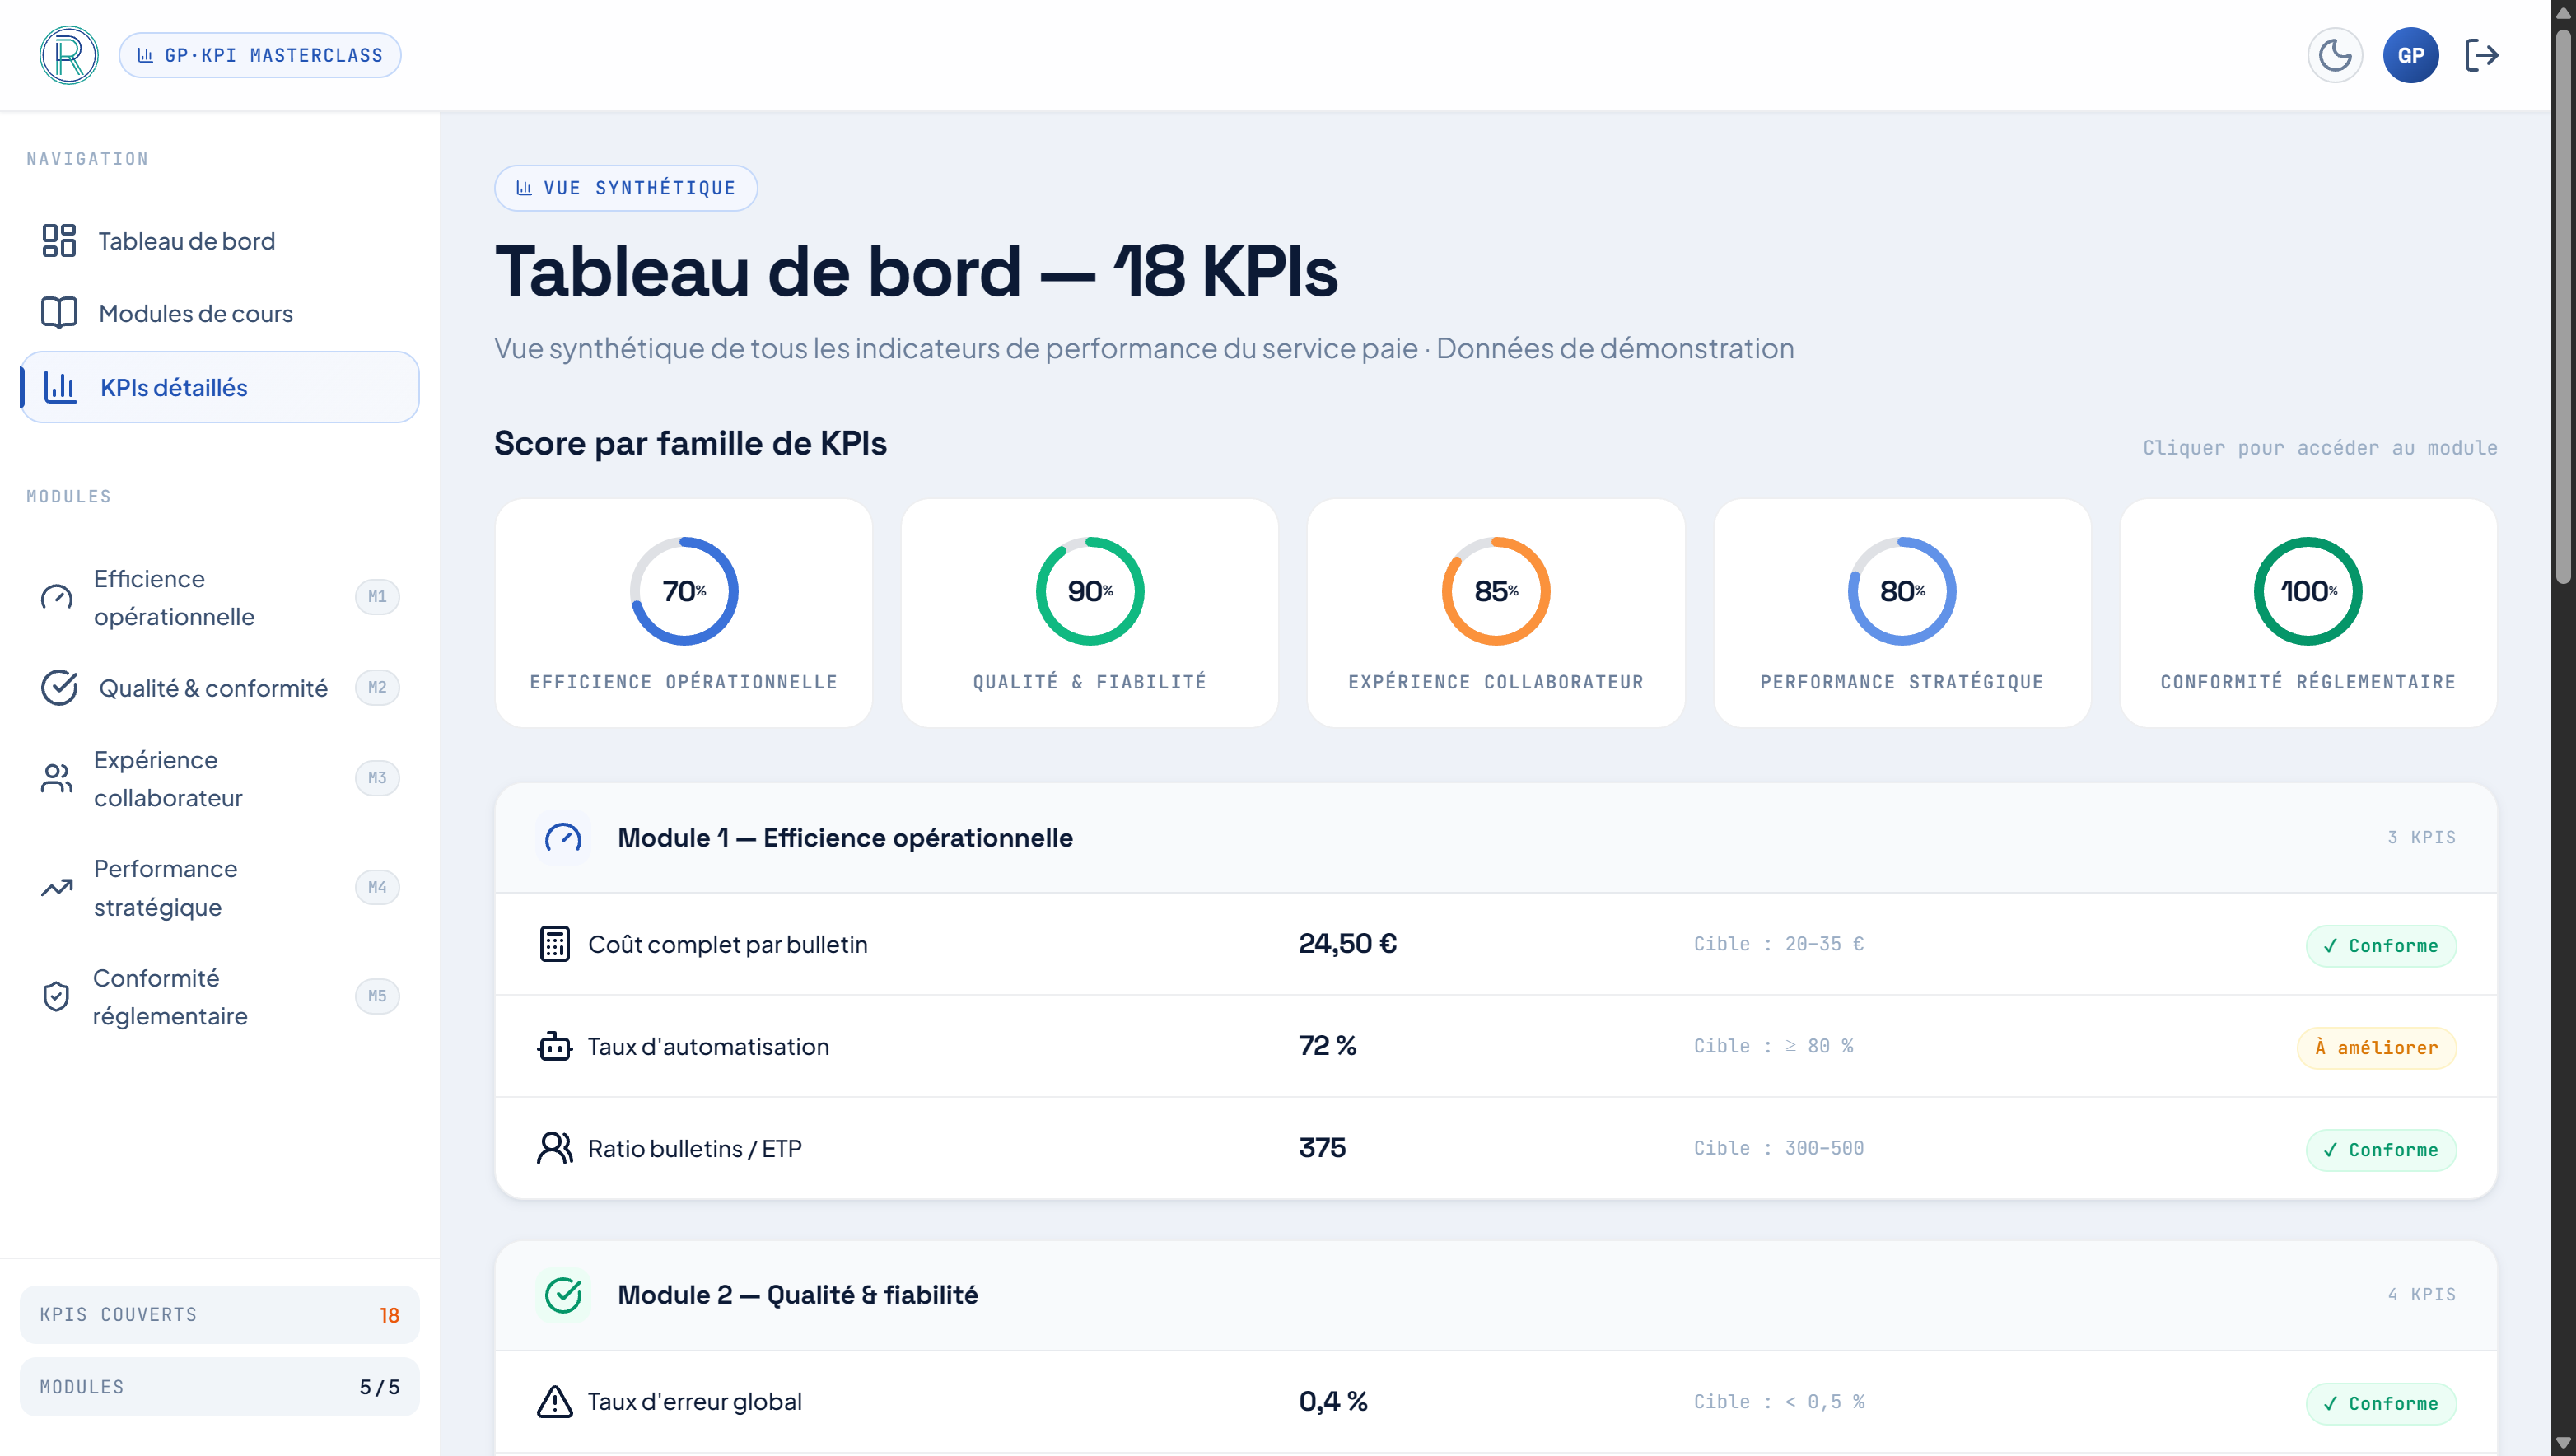 R
GP·KPI MASTERCLASS
GP
NAVIGATION
Tableau de bord
Modules de cours
KPIs détaillés
MODULES
Efficience
opérationnelle
M1
Qualité & conformité
M2
Expérience
collaborateur
M3
Performance
stratégique
M4
Conformité
réglementaire
M5
KPIS COUVERTS 18
MODULES 5/5
VUE SYNTHÉTIQUE
Tableau de bord — 18 KPIs
Vue synthétique de tous les indicateurs de performance du service paie · Données de démonstration
Score par famille de KPIs
Cliquer pour accéder au module
70%
EFFICIENCE OPÉRATIONNELLE
90%
QUALITÉ & FIABILITÉ
85%
EXPÉRIENCE COLLABORATEUR
80%
PERFORMANCE STRATÉGIQUE
100%
CONFORMITÉ RÉGLEMENTAIRE
Module 1 — Efficience opérationnelle 3 KPIS
Coût complet par bulletin 24,50 € Cible : 20–35 € ✓ Conforme
Taux d'automatisation 72 % Cible : ≥ 80 % À améliorer
Ratio bulletins / ETP 375 Cible : 300–500 ✓ Conforme
Module 2 — Qualité & fiabilité 4 KPIS
Taux d'erreur global 0,4 % Cible : < 0,5 % ✓ Conforme